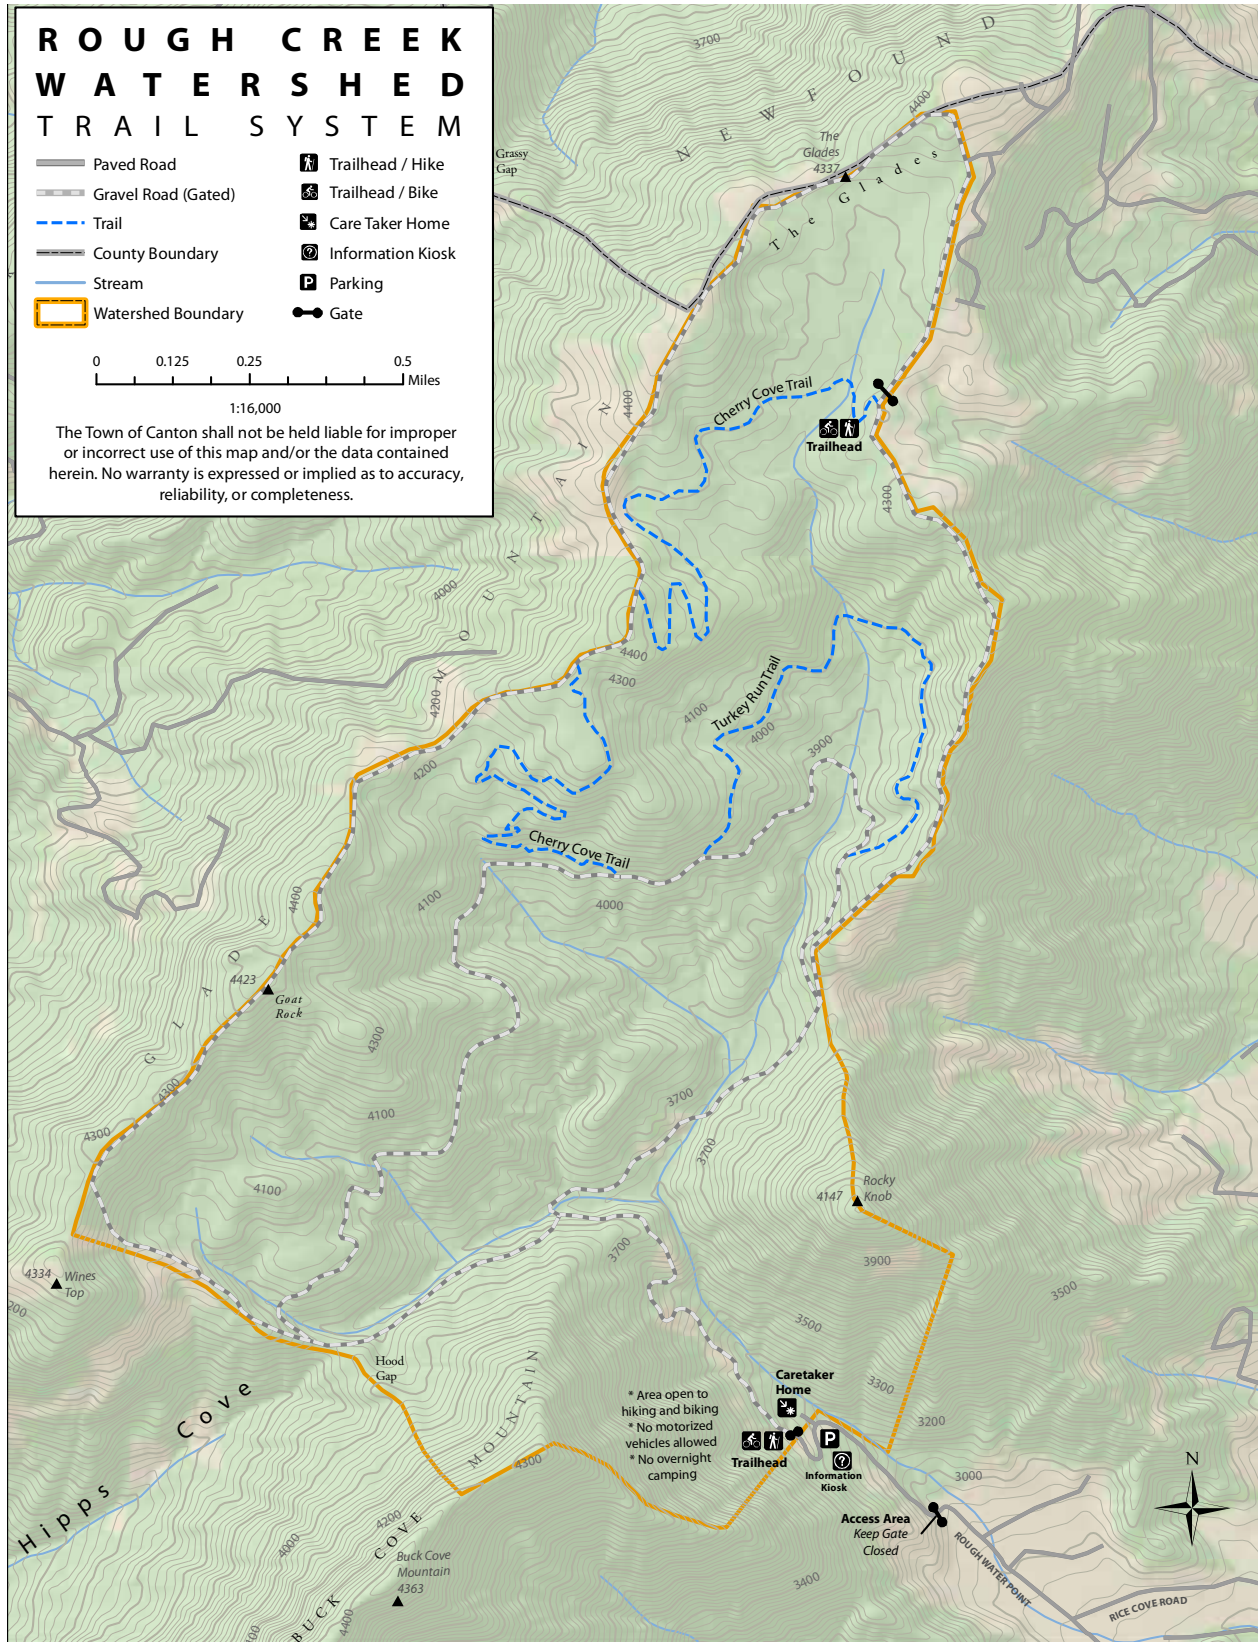 ROUGH CREEK
WATERSHED
TRAIL SYSTEM
Paved Road
Gravel Road (Gated)
Trail
County Boundary
Stream
Watershed Boundary
Trailhead / Hike
Trailhead / Bike
Care Taker Home
Information Kiosk
P Parking
Gate
0 0.125 0.25 0.5
Miles
1:16,000
The Town of Canton shall not be held liable for improper
or incorrect use of this map and/or the data contained
herein. No warranty is expressed or implied as to accuracy,
reliability, or completeness.
3700
NEWFOUND
4400
Grassy
Gap
The
Glades
4337
The Glades
MOUNTAIN
4400
Cherry Cove Trail
Trailhead
4300
4000
4200
4400
4300
4100
Turkey Run Trail
4000
3900
4200
Cherry Cove Trail
4100
4000
4400
GLADE
4423
Goat
Rock
4300
4300
4300
4100
3700
3700
4100
4147
Rocky
Knob
3900
3700
4334
Wines
Top
200
3500
3500
Hood
Gap
MOUNTAIN
Caretaker
Home
3300
3200
* Area open to
hiking and biking
* No motorized
vehicles allowed
* No overnight
camping
Trailhead
P
Information
Kiosk
Hipps Cove
4300
3000
N
4200
Access Area
Keep Gate
Closed
4000
BUCK COVE
Buck Cove
Mountain
4363
3400
ROUGH WATER POINT
RICE COVE ROAD
4400